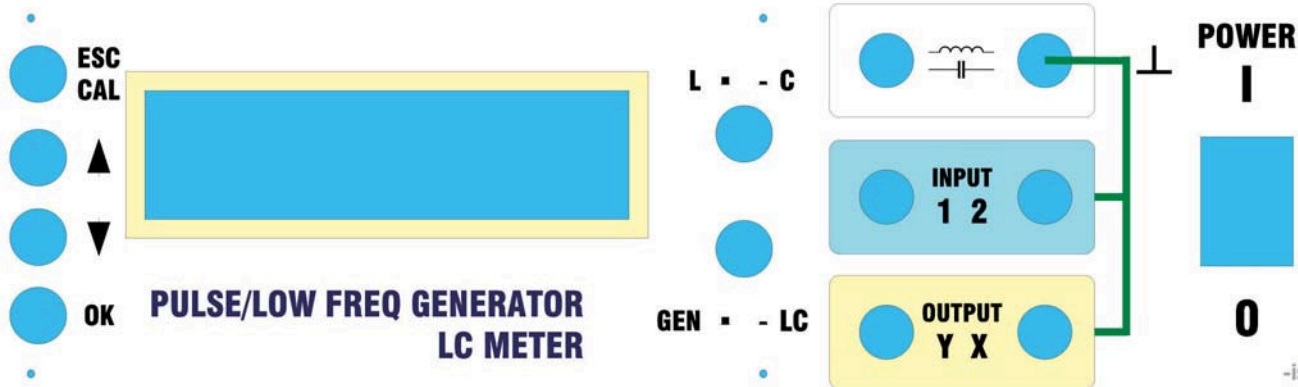 ESC
CAL
▲
▼
OK
PULSE/LOW FREQ GENERATOR
LC METER
L ▪ - C
GEN ▪ - LC
INPUT
1 2
OUTPUT
Y X
POWER
I
0